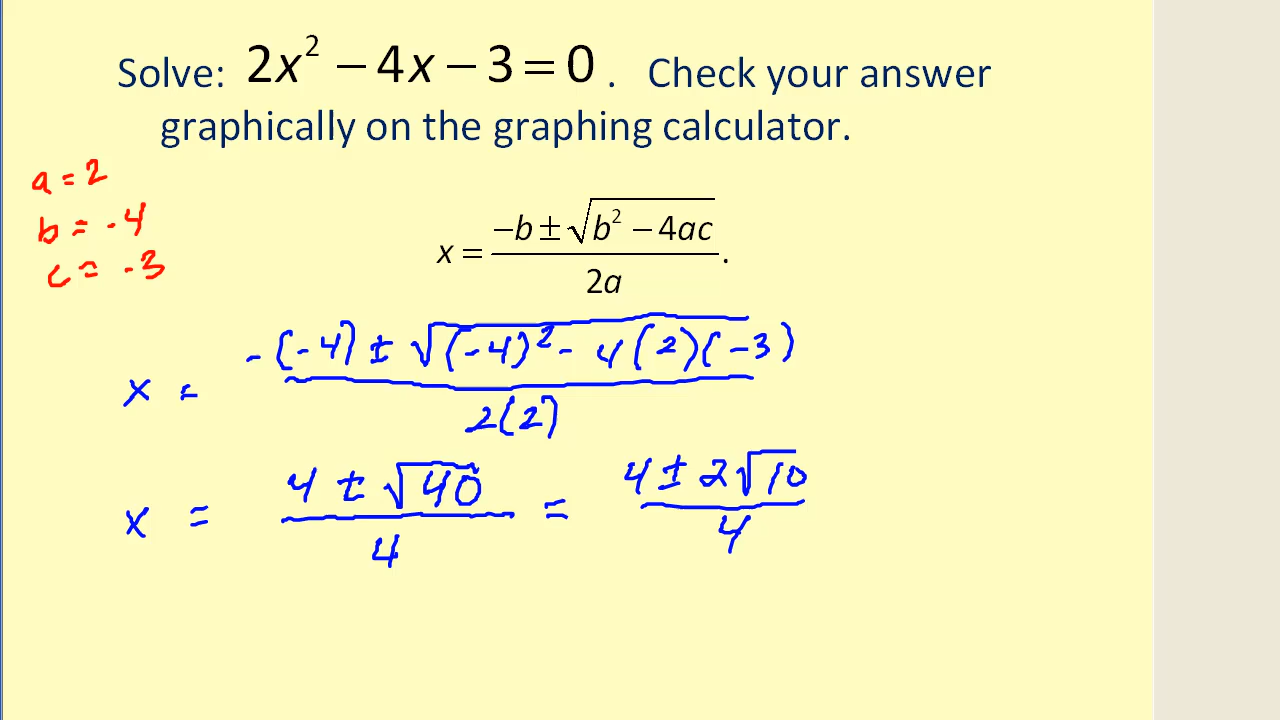 Solve: 2x² − 4x − 3 = 0 . Check your answer
graphically on the graphing calculator.
a = 2
b = -4
c = -3
x = (−b ± √(b² − 4ac)) / (2a).
x = (-(-4) ± √((-4)² - 4(2)(-3))) / (2(2))
x = (4 ± √40) / 4 = (4 ± 2√10) / 4